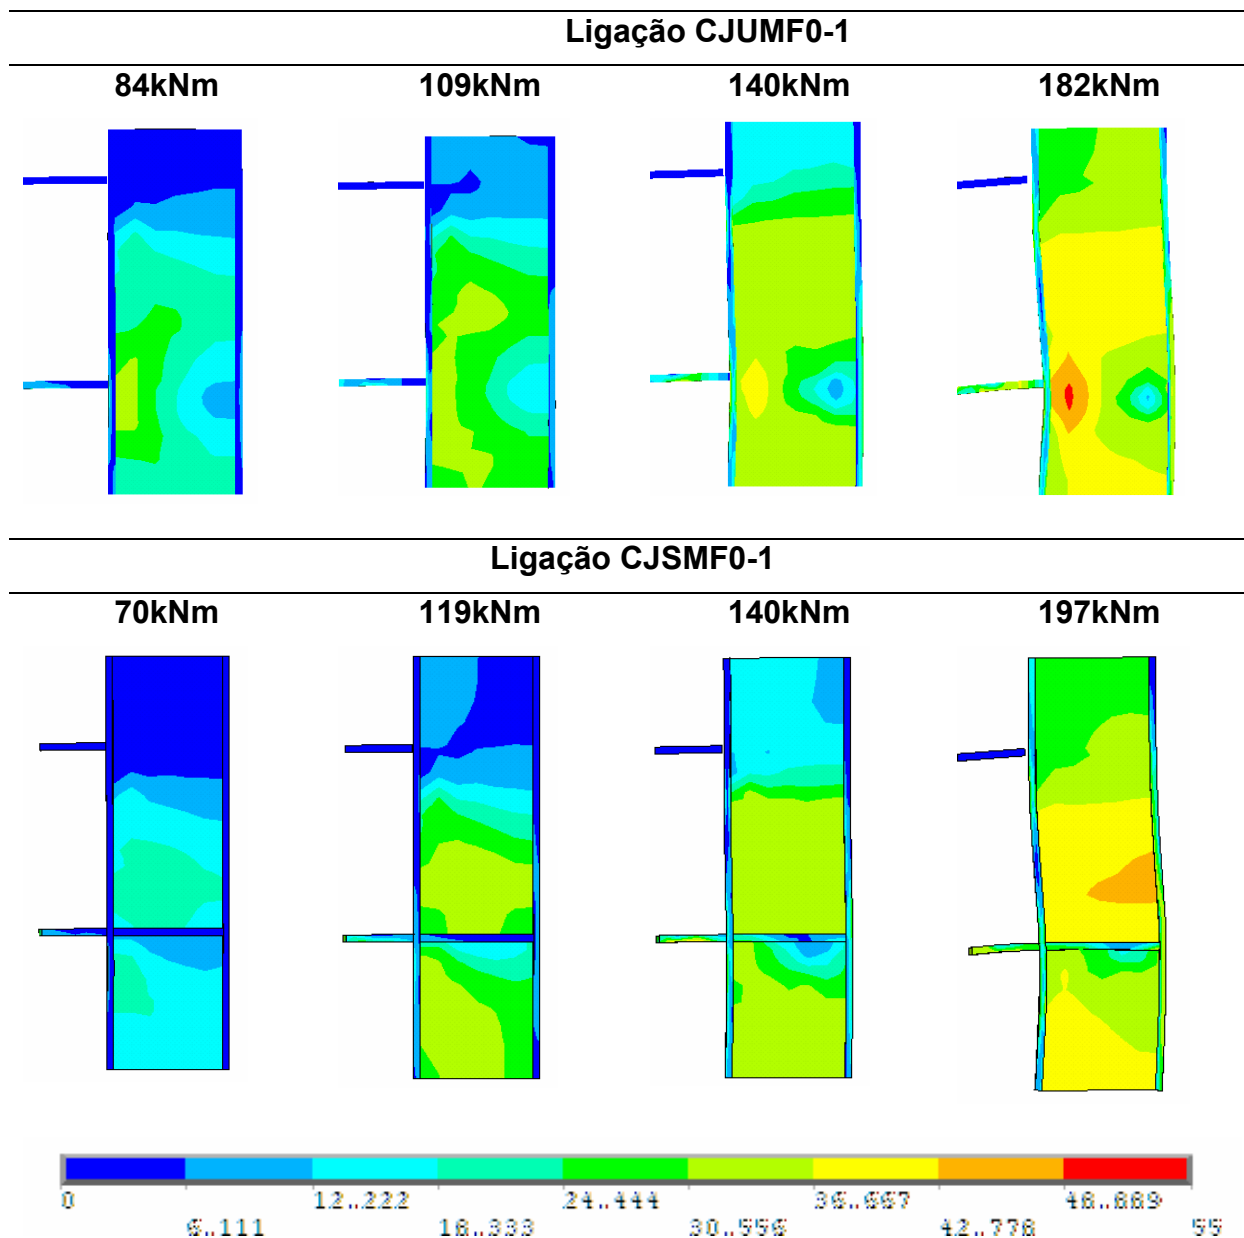 Ligação CJUMF0-1
84kNm 109kNm 140kNm 182kNm
Ligação CJSMF0-1
70kNm 119kNm 140kNm 197kNm
0 12.222 24.444 36.667 48.889
6.111 18.333 30.556 42.778 55